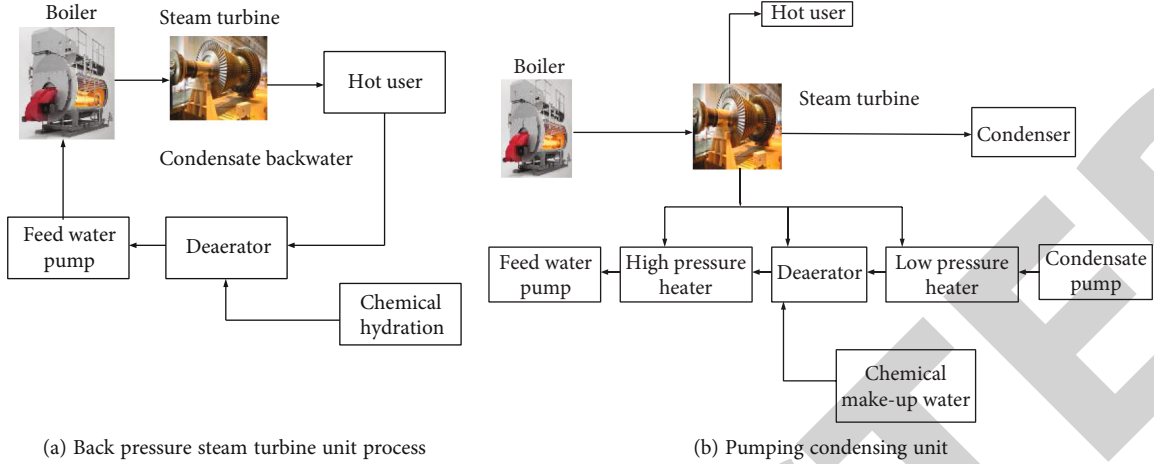 Boiler
Steam turbine
Hot user
Condensate backwater
Feed water
pump
Deaerator
Chemical
hydration
(a) Back pressure steam turbine unit process
Hot user
Boiler
Steam turbine
Condenser
Feed water
pump
High pressure
heater
Deaerator
Low pressure
heater
Condensate
pump
Chemical
make-up water
(b) Pumping condensing unit